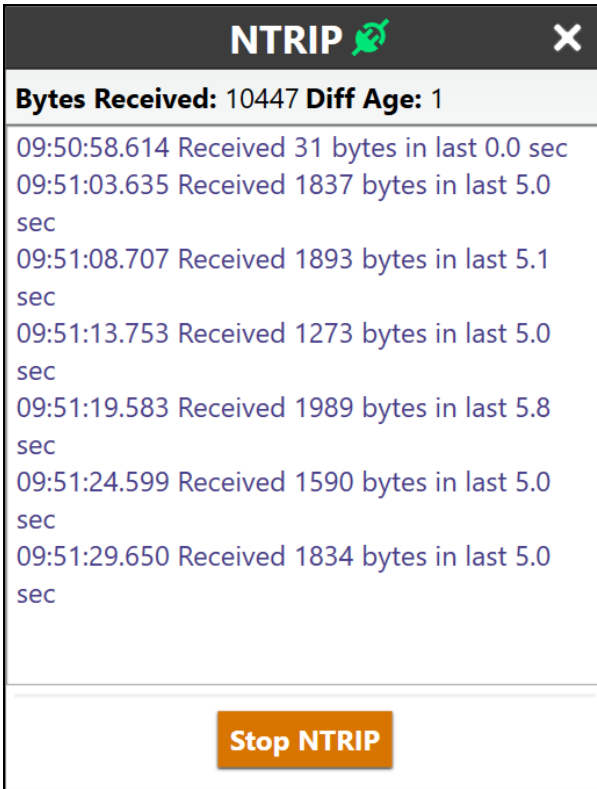 NTRIP
Bytes Received: 10447 Diff Age: 1
09:50:58.614 Received 31 bytes in last 0.0 sec
09:51:03.635 Received 1837 bytes in last 5.0
sec
09:51:08.707 Received 1893 bytes in last 5.1
sec
09:51:13.753 Received 1273 bytes in last 5.0
sec
09:51:19.583 Received 1989 bytes in last 5.8
sec
09:51:24.599 Received 1590 bytes in last 5.0
sec
09:51:29.650 Received 1834 bytes in last 5.0
sec
Stop NTRIP